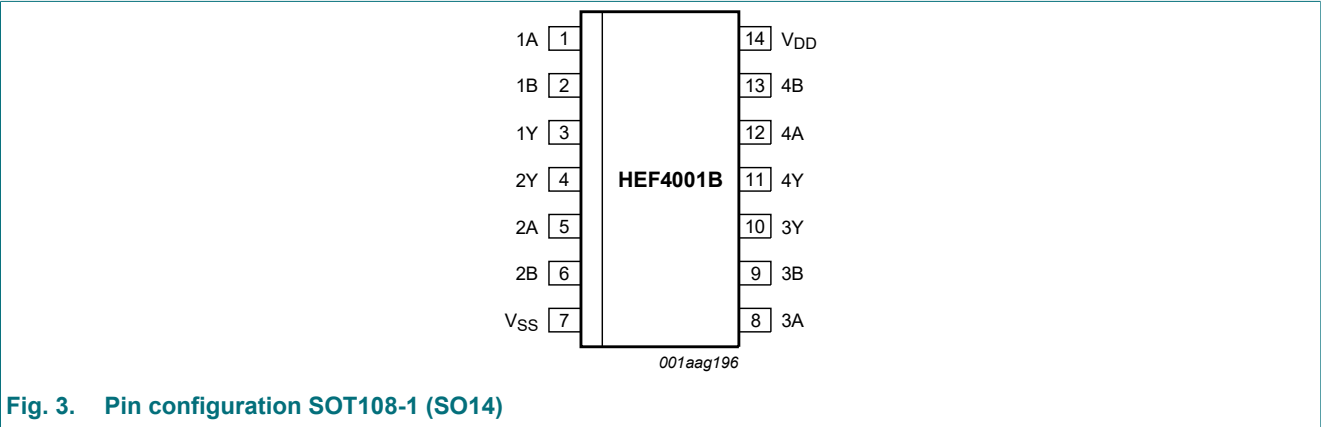 1A 1 14 VDD
1B 2 13 4B
1Y 3 12 4A
2Y 4 HEF4001B 11 4Y
2A 5 10 3Y
2B 6 9 3B
VSS 7 8 3A
001aag196
Fig. 3. Pin configuration SOT108-1 (SO14)